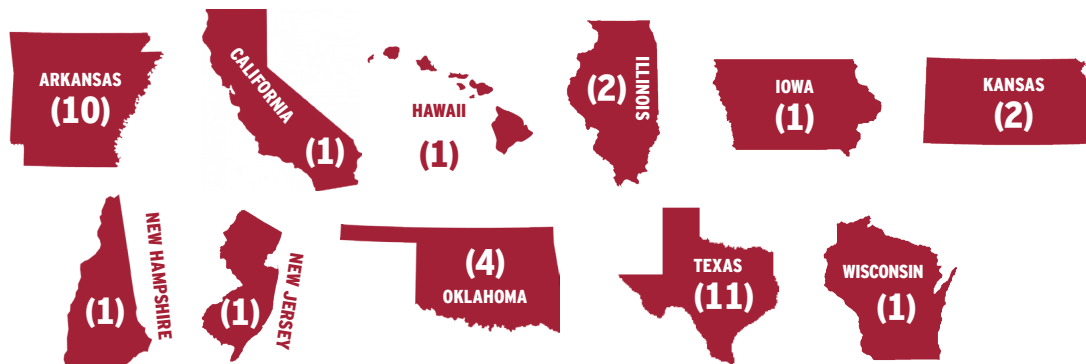 ARKANSAS
(10)
CALIFORNIA
(1)
HAWAII
(1)
ILLINOIS
(2)
IOWA
(1)
KANSAS
(2)
NEW HAMPSHIRE
(1)
NEW JERSEY
(1)
(4)
OKLAHOMA
TEXAS
(11)
WISCONSIN
(1)